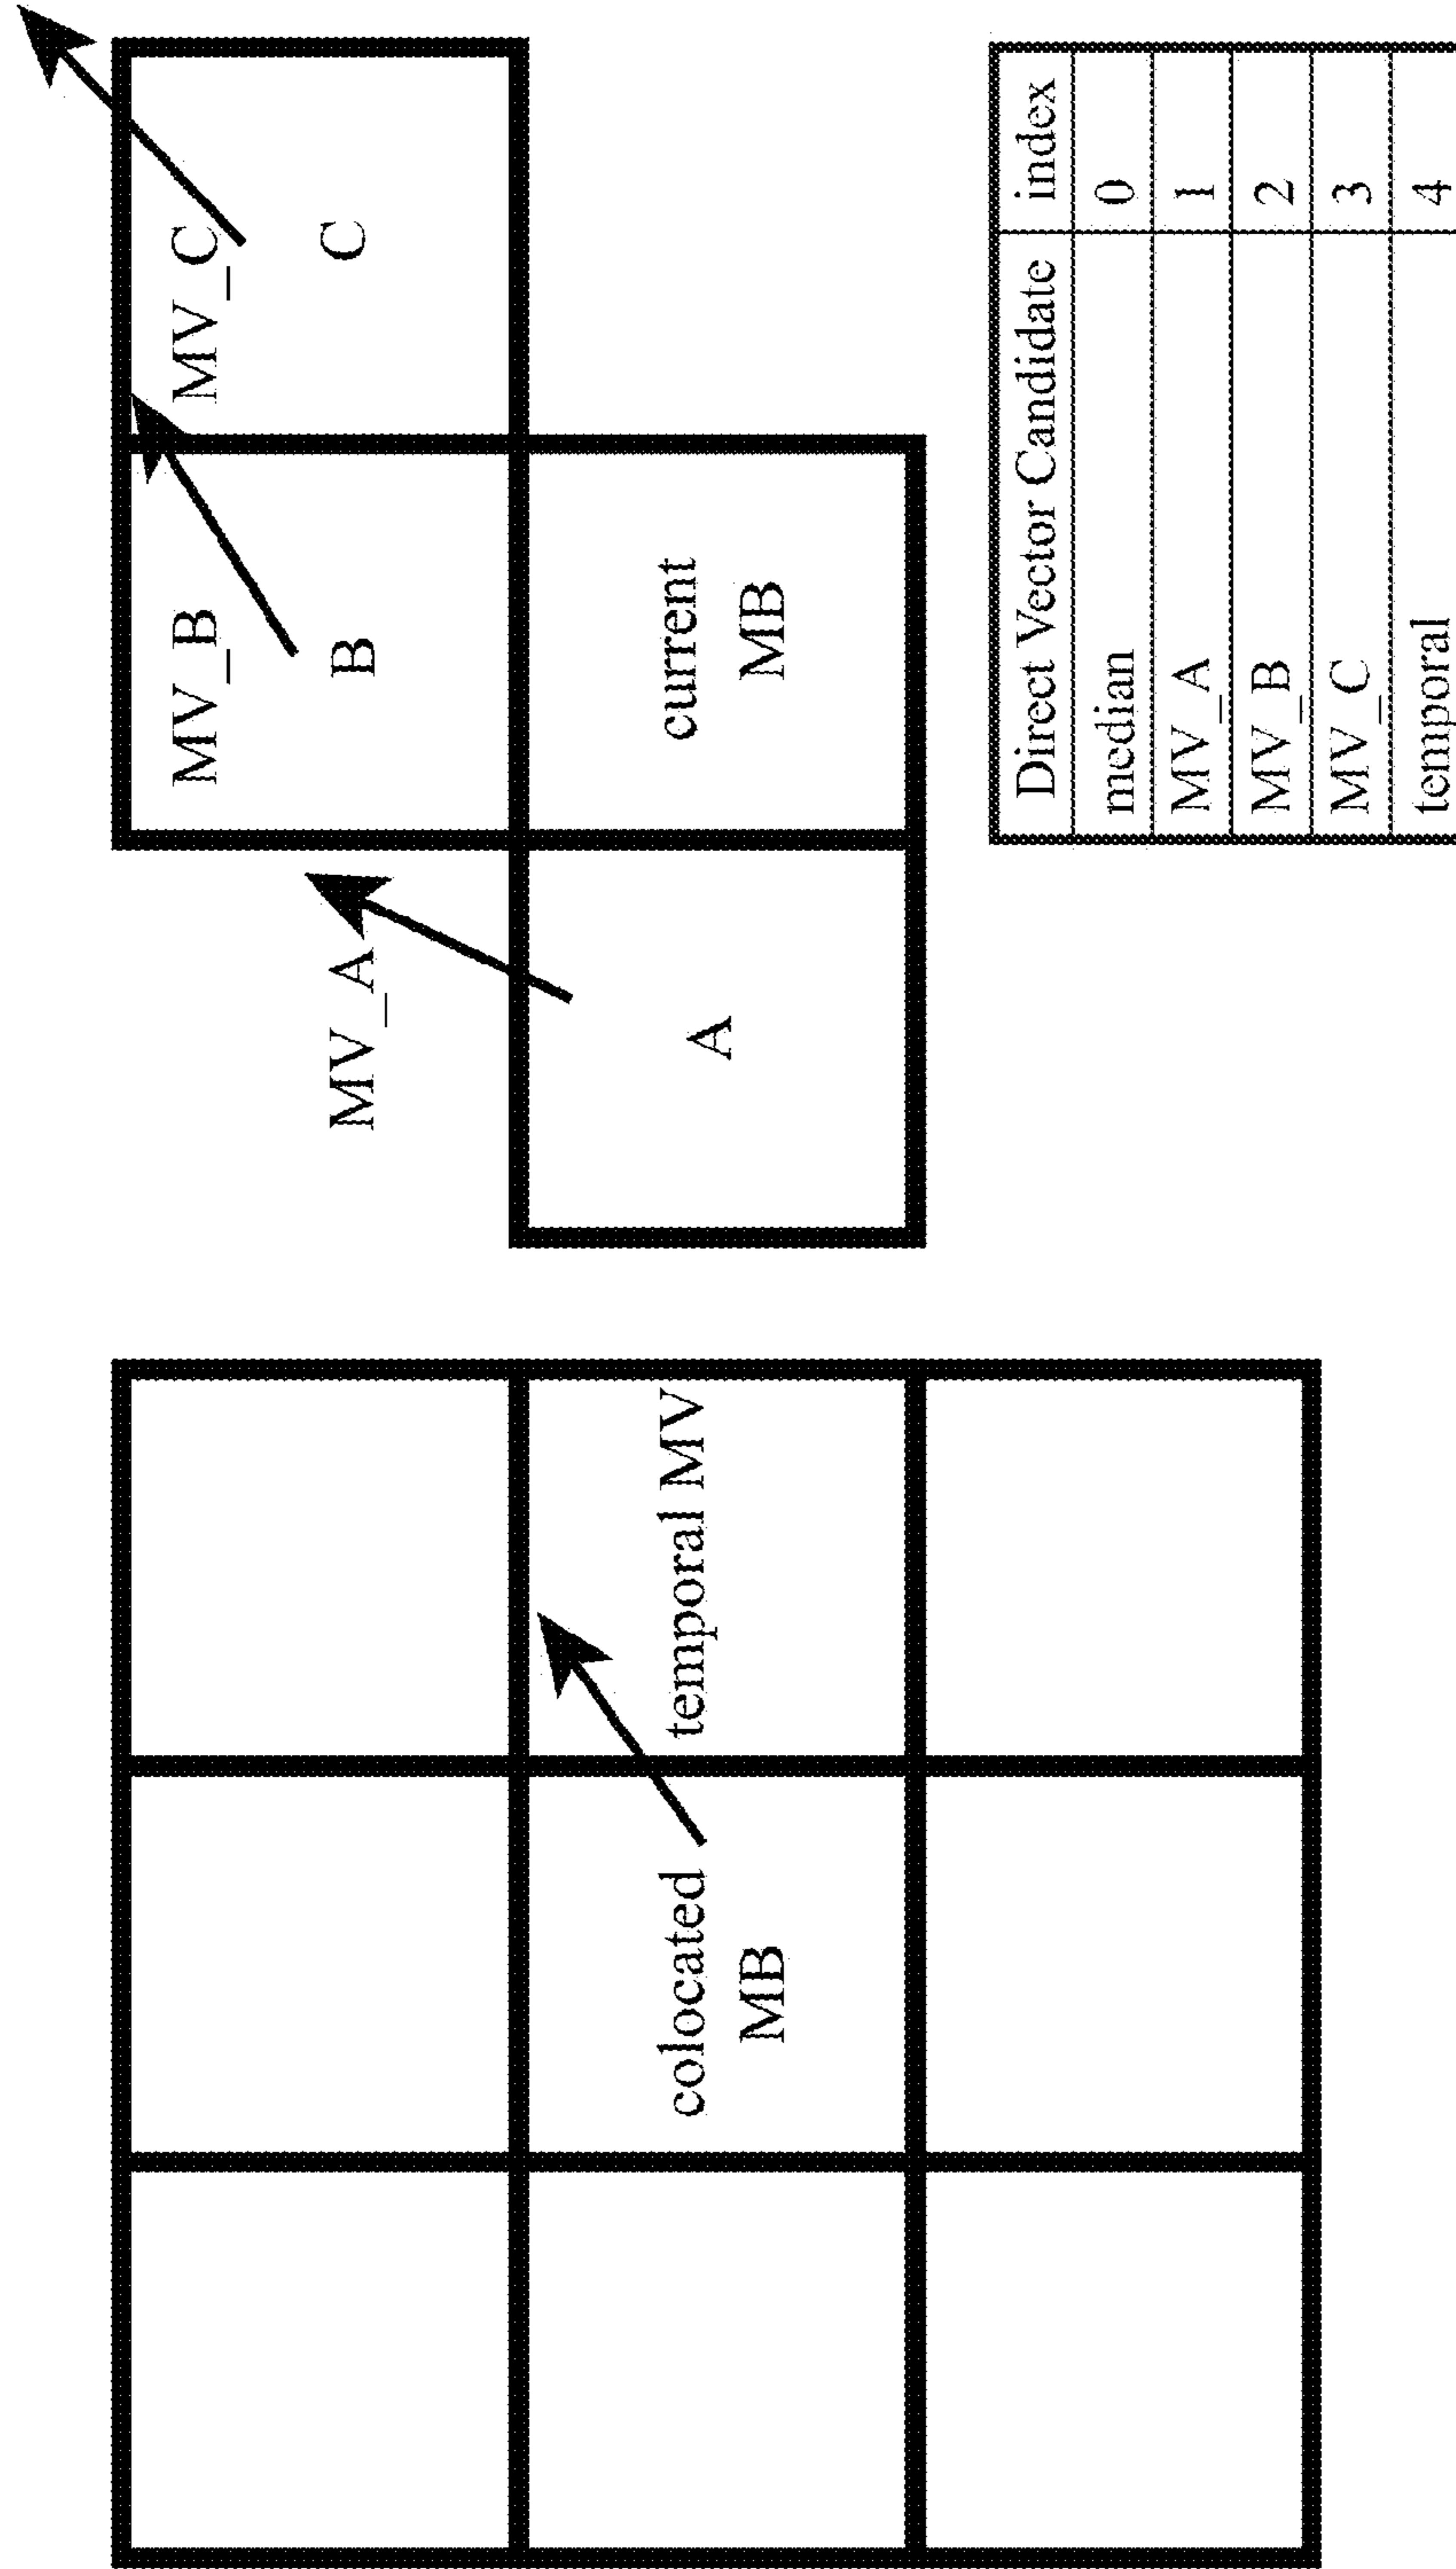 colocated
MB
temporal MV
MV_A
A
MV_B
B
MV_C
C
current
MB
Direct Vector Candidate index
median 0
MV_A 1
MV_B 2
MV_C 3
temporal 4